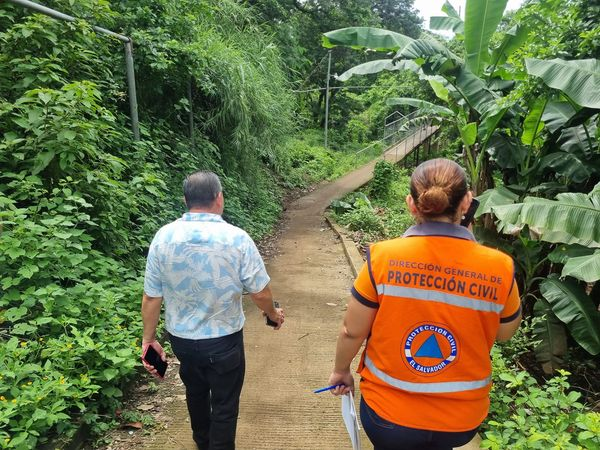 DIRECCIÓN GENERAL DE
PROTECCIÓN CIVIL
PROTECCIÓN CIVIL
EL SALVADOR